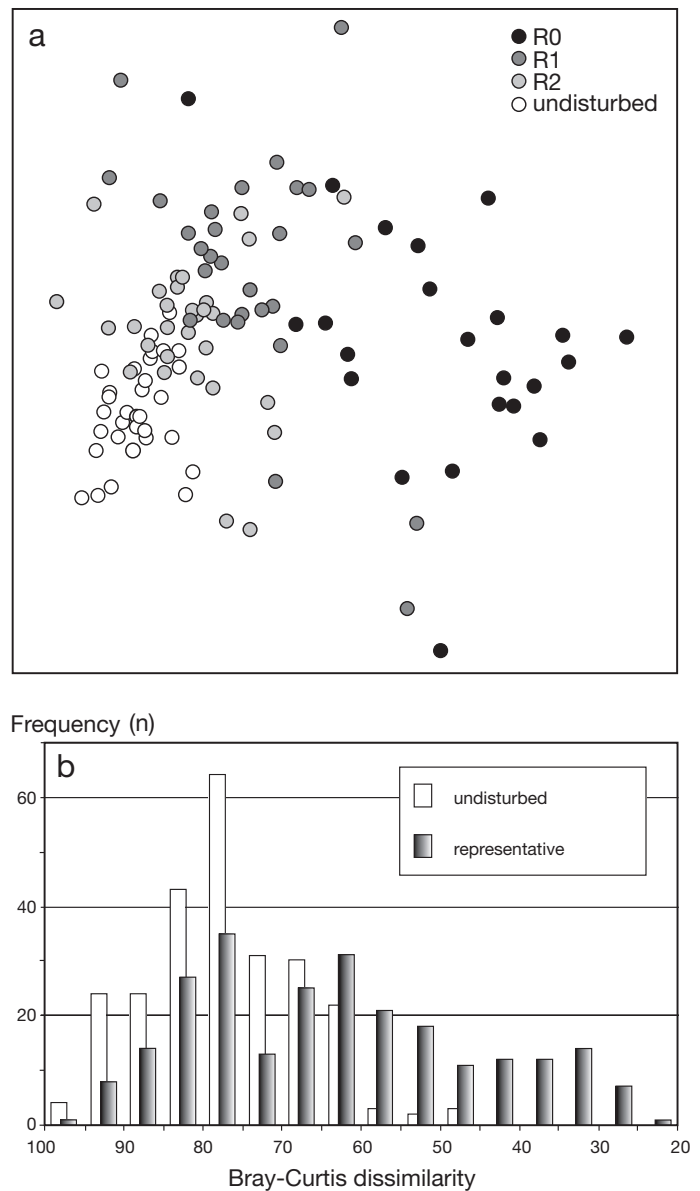 a
R0
R1
R2
undisturbed
Frequency (n)
b
undisturbed
representative
60
40
20
0
100 90 80 70 60 50 40 30 20
Bray-Curtis dissimilarity